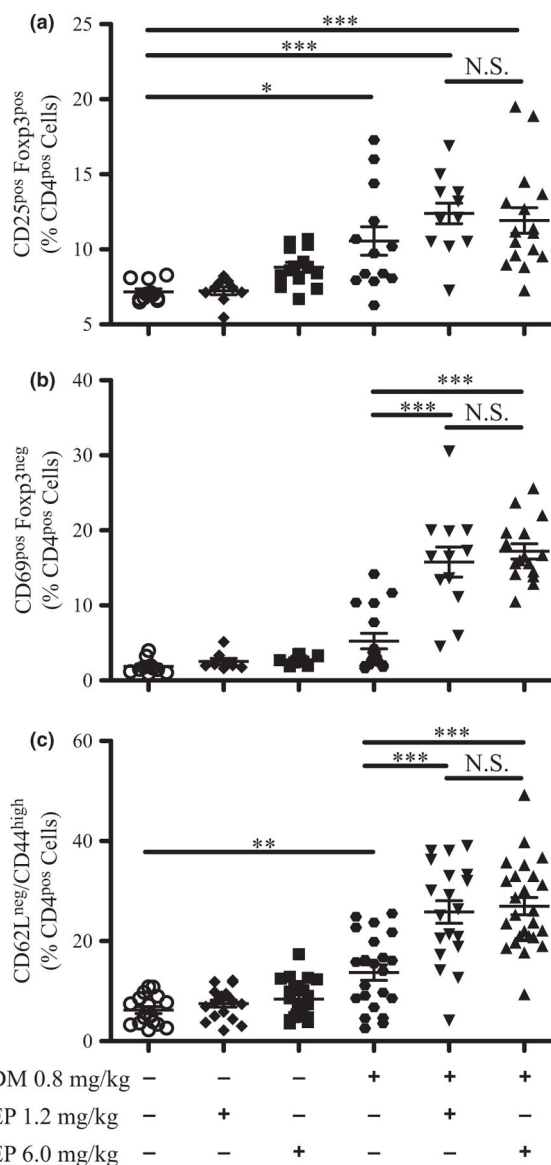 (a)
***
***
N.S.
*
CD25pos Foxp3pos
(% CD4pos Cells)
25
20
15
10
5
(b)
***
***
N.S.
CD69pos Foxp3neg
(% CD4pos Cells)
40
30
20
10
0
(c)
***
***
N.S.
**
CD62Lneg/CD44high
(% CD4pos Cells)
60
40
20
0
DM 0.8 mg/kg – – – + + +
EP 1.2 mg/kg – + – – + –
EP 6.0 mg/kg – – + – – +